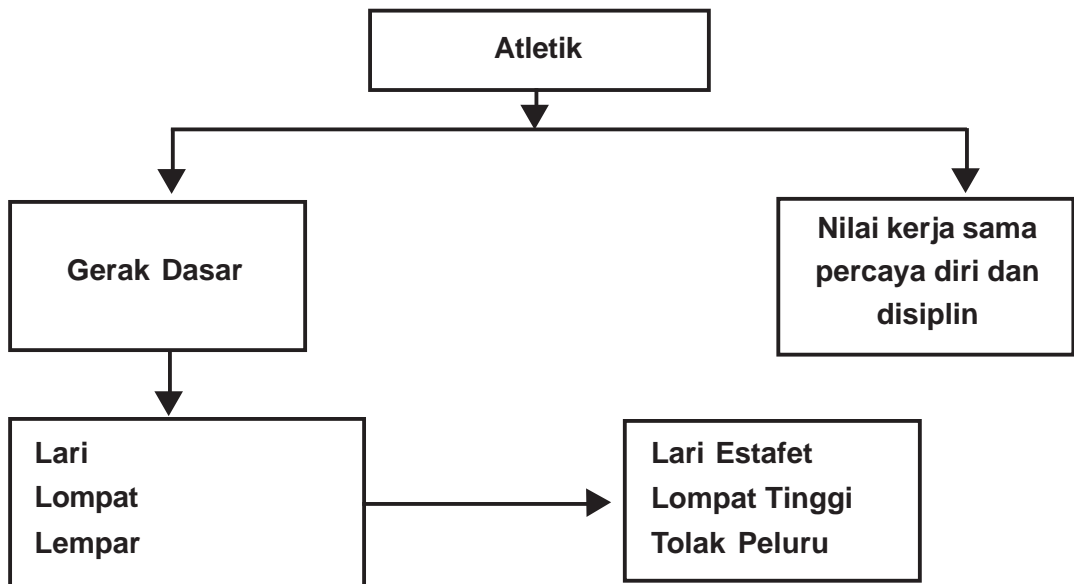 Atletik
Gerak Dasar
Nilai kerja sama
percaya diri dan
disiplin
Lari
Lompat
Lempar
Lari Estafet
Lompat Tinggi
Tolak Peluru